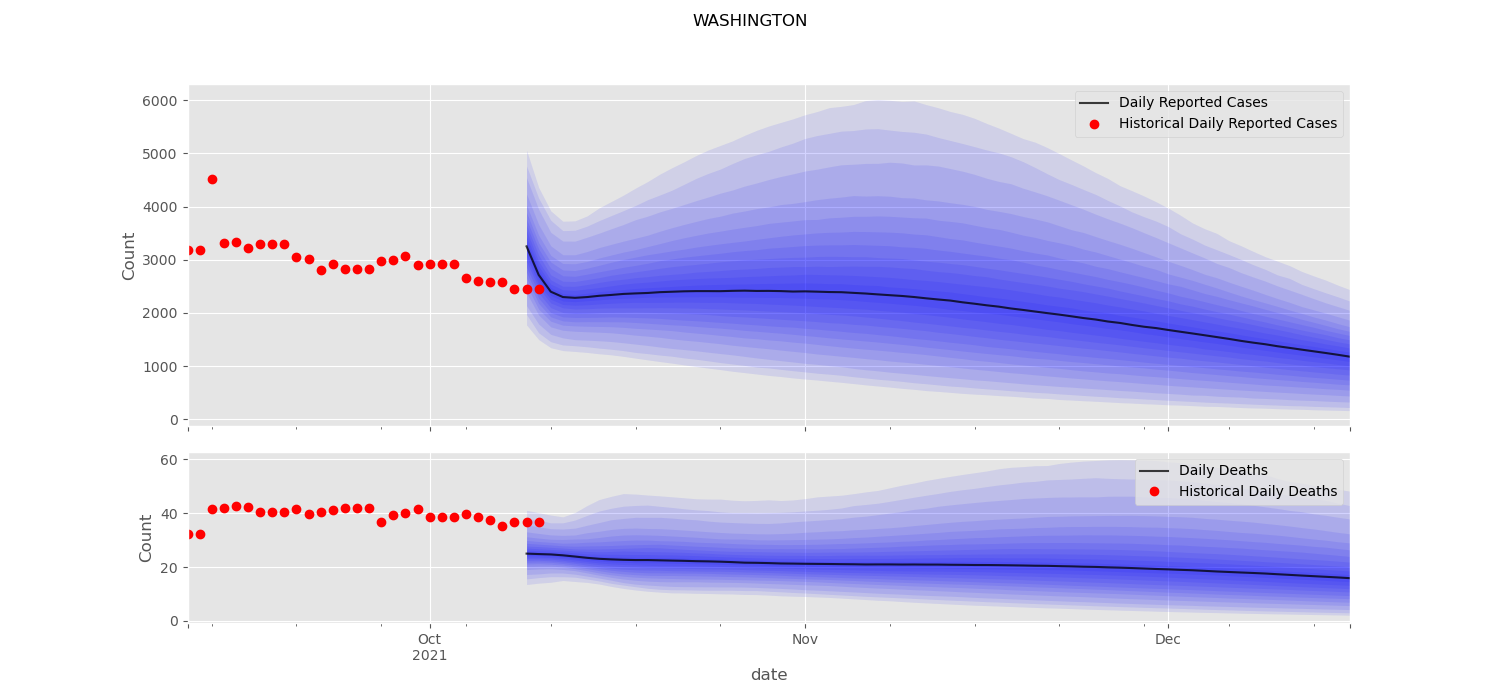 WASHINGTON
6000
5000
4000
3000
2000
1000
0
Count
Daily Reported Cases
Historical Daily Reported Cases
60
40
20
0
Count
Daily Deaths
Historical Daily Deaths
Oct
2021
Nov
Dec
date